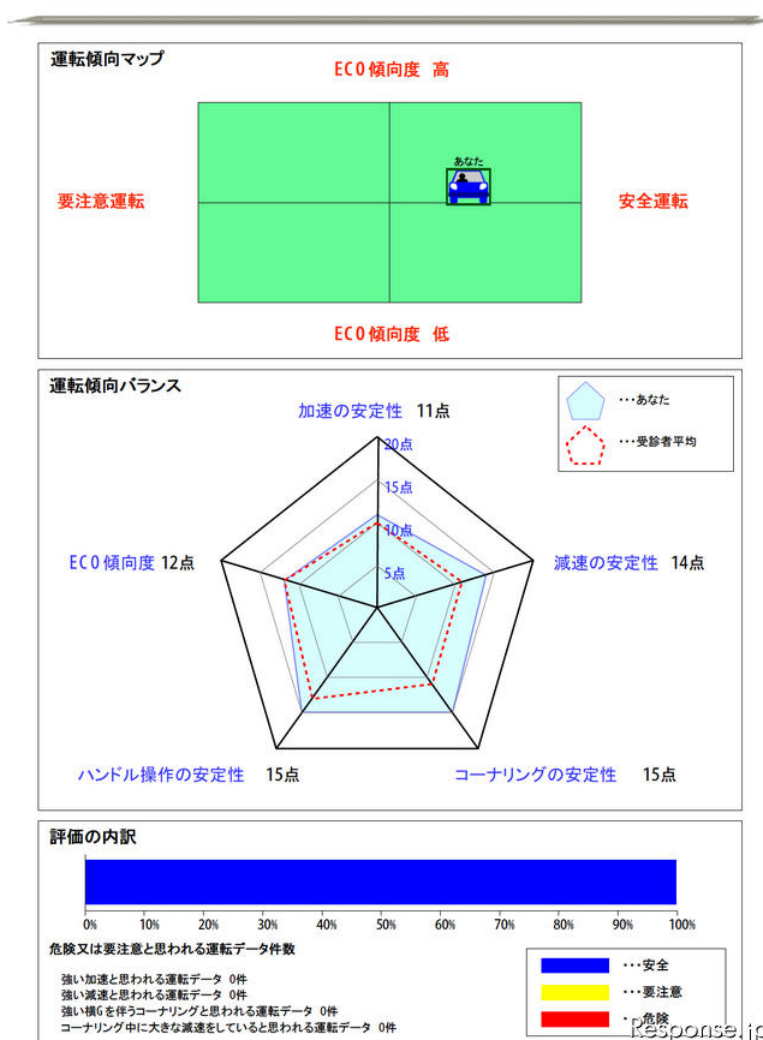 運転傾向マップ
ECO傾向度 高
あなた
要注意運転
安全運転
ECO傾向度 低
運転傾向バランス
・・・あなた
・・・受診者平均
加速の安定性 11点
20点
15点
10点
5点
ECO傾向度 12点
減速の安定性 14点
ハンドル操作の安定性 15点
コーナリングの安定性 15点
評価の内訳
0% 10% 20% 30% 40% 50% 60% 70% 80% 90% 100%
危険又は要注意と思われる運転データ件数
強い加速と思われる運転データ 0件
強い減速と思われる運転データ 0件
強い横Gを伴うコーナリングと思われる運転データ 0件
コーナリング中に大きな減速をしていると思われる運転データ 0件
・・・安全
・・・要注意
・・・危険
Response.jp